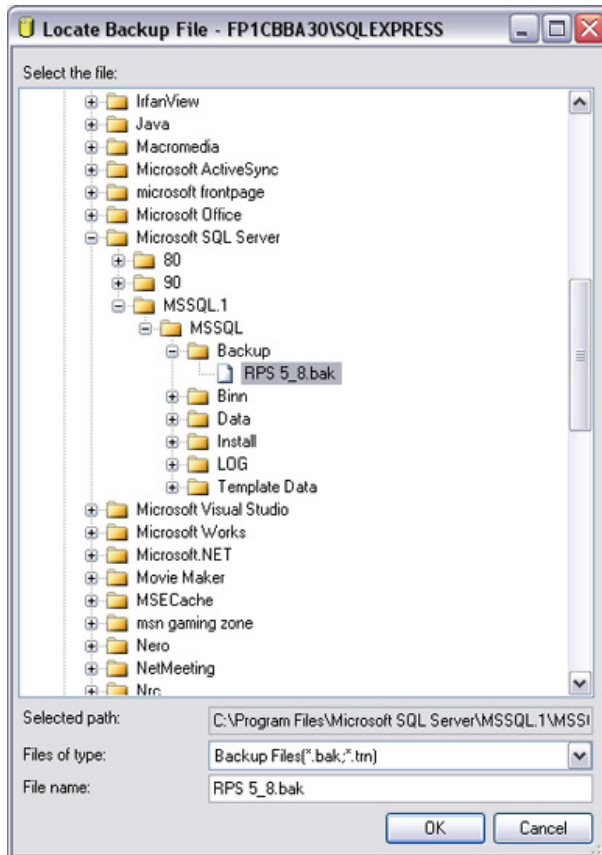 Locate Backup File - FP1CBBA30\SQLEXPRESS
Select the file:
IrfanView
Java
Macromedia
Microsoft ActiveSync
microsoft frontpage
Microsoft Office
Microsoft SQL Server
80
90
MSSQL.1
MSSQL
Backup
RPS 5_8.bak
Binn
Data
Install
LOG
Template Data
Microsoft Visual Studio
Microsoft Works
Microsoft.NET
Movie Maker
MSECache
msn gaming zone
Nero
NetMeeting
Nrc
Selected path: C:\Program Files\Microsoft SQL Server\MSSQL.1\MSS
Files of type: Backup Files(*.bak;*.trn)
File name: RPS 5_8.bak
OK Cancel